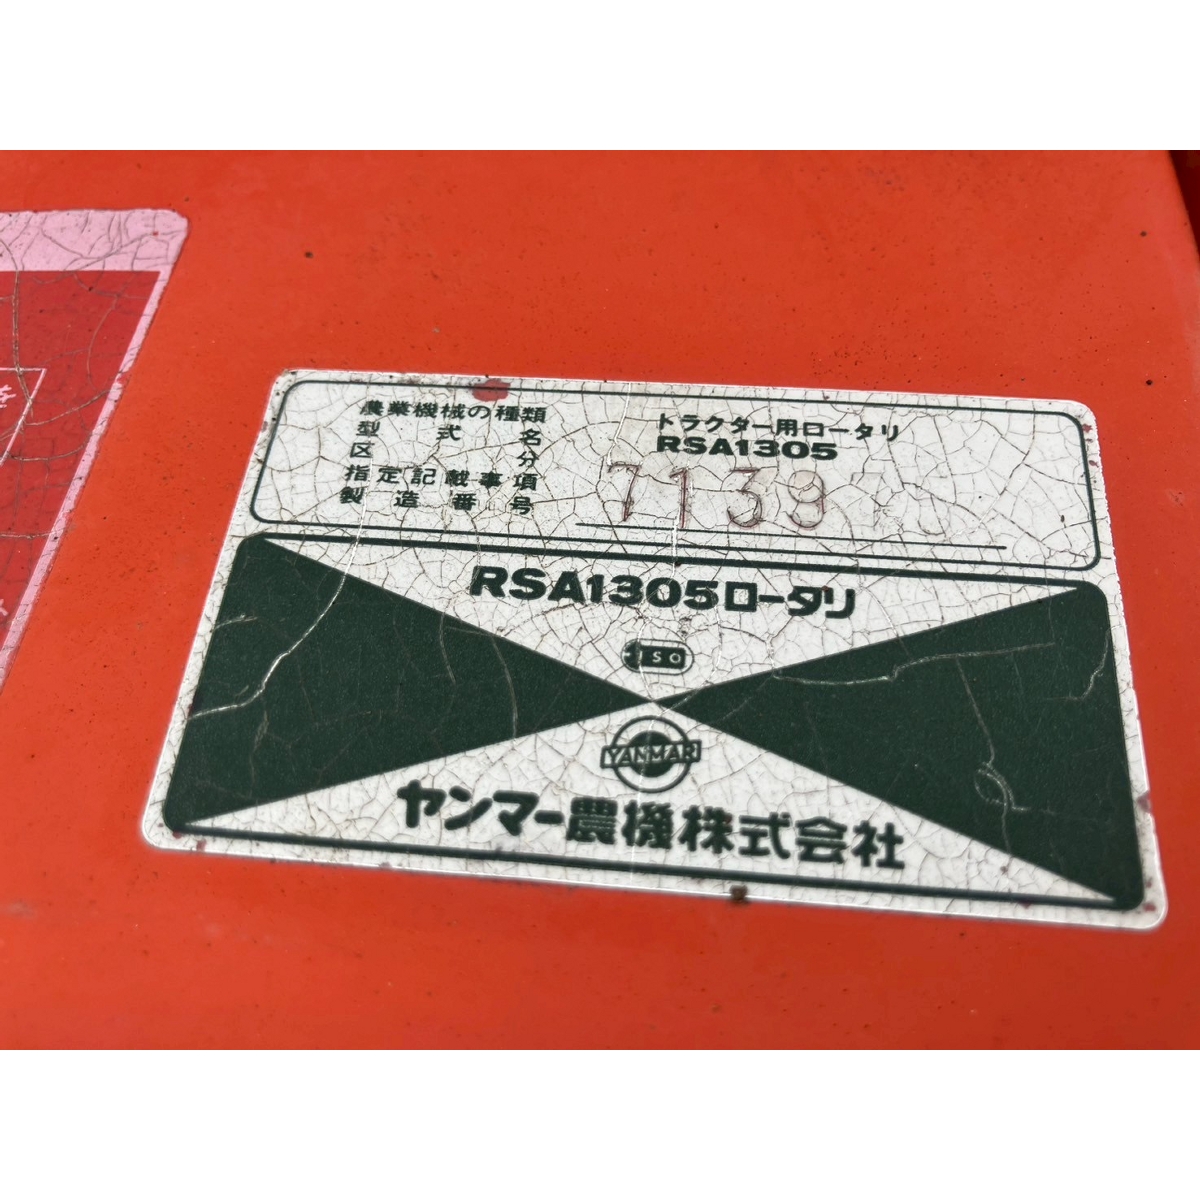 農業機械の種類 トラクター用ロータリ
型式名 RSA1305
区分
指定記載事項
製造番号 7139
RSA1305ロータリ
ISO
YANMAR
ヤンマー農機株式会社